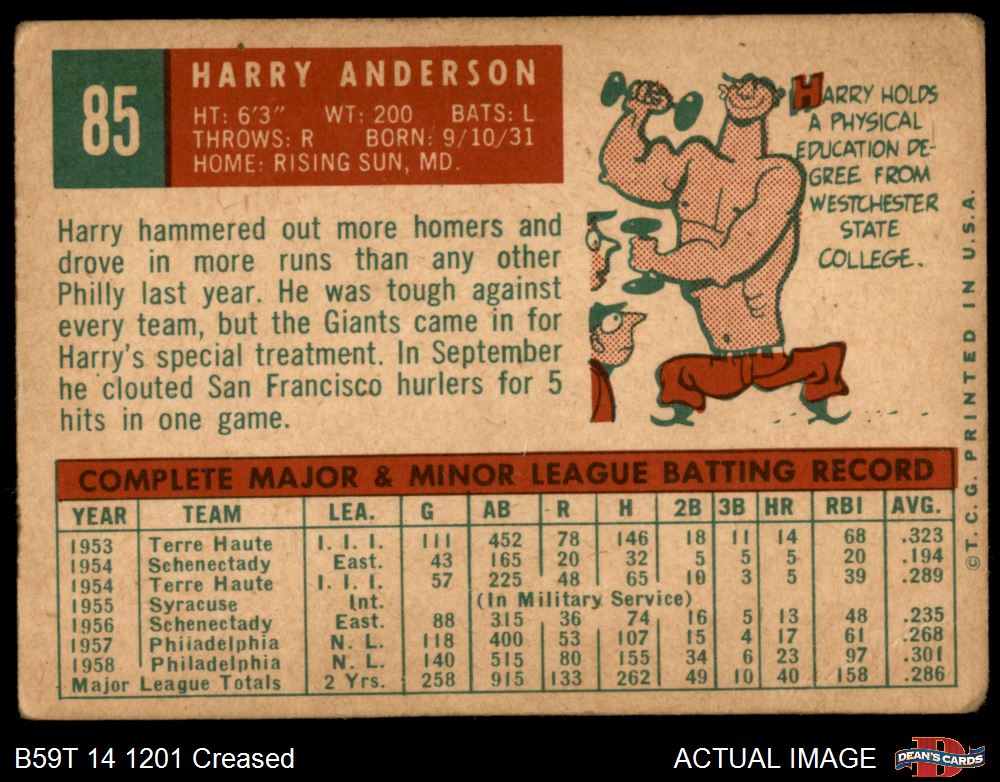 85
HARRY ANDERSON
HT: 6'3" WT: 200 BATS: L
THROWS: R BORN: 9/10/31
HOME: RISING SUN, MD.
HARRY HOLDS
A PHYSICAL
EDUCATION DE-
GREE FROM
WESTCHESTER
STATE
COLLEGE.
Harry hammered out more homers and
drove in more runs than any other
Philly last year. He was tough against
every team, but the Giants came in for
Harry's special treatment. In September
he clouted San Francisco hurlers for 5
hits in one game.
COMPLETE MAJOR & MINOR LEAGUE BATTING RECORD
YEAR TEAM LEA. G AB R H 2B 3B HR RBI AVG.
1953 Terre Haute I. I. I. 111 452 78 146 18 11 14 68 .323
1954 Schenectady East. 43 165 20 32 5 5 5 20 .194
1954 Terre Haute I. I. I. 57 225 48 65 10 3 5 39 .289
1955 Syracuse Int. (In Military Service)
1956 Schenectady East. 88 315 36 74 16 5 13 48 .235
1957 Philadelphia N. L. 118 400 53 107 15 4 17 61 .268
1958 Philadelphia N. L. 140 515 80 155 34 6 23 97 .301
Major League Totals 2 Yrs. 258 915 133 262 49 10 40 158 .286
©T. C. G. PRINTED IN U.S.A.
B59T 14 1201 Creased
ACTUAL IMAGE
D
DEAN'S CARDS